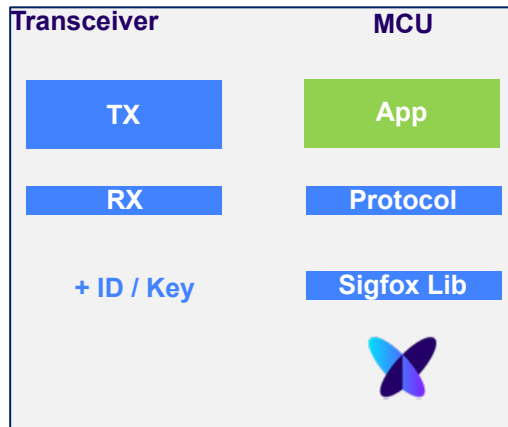 Transceiver
MCU
TX
App
RX
Protocol
+ ID / Key
Sigfox Lib